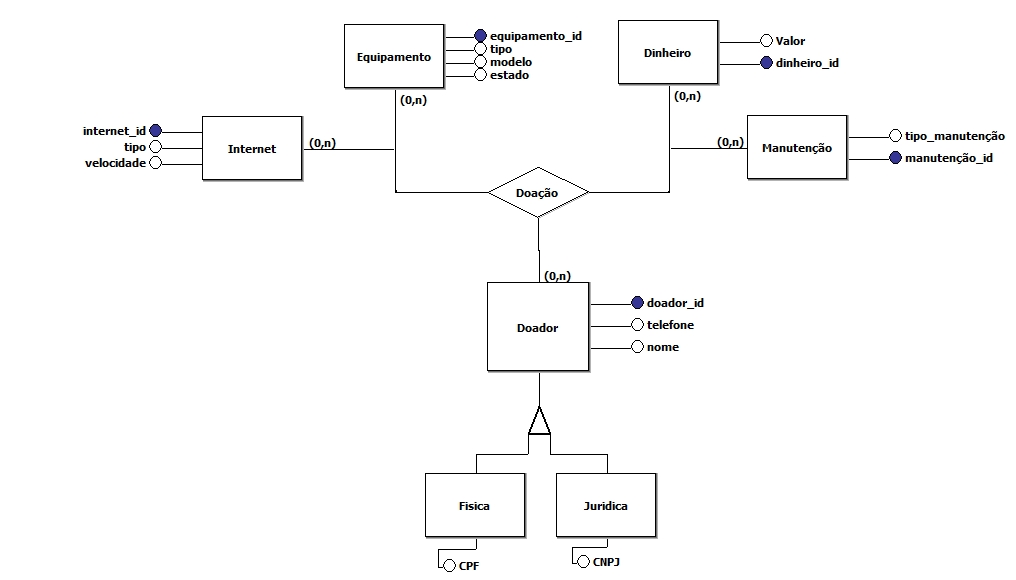 Equipamento
equipamento_id
tipo
modelo
estado
(0,n)
Dinheiro
Valor
dinheiro_id
(0,n)
internet_id
tipo
velocidade
Internet
(0,n)
(0,n)
Manutenção
tipo_manutenção
manutenção_id
Doação
(0,n)
Doador
doador_id
telefone
nome
Fisica
Juridica
CPF
CNPJ